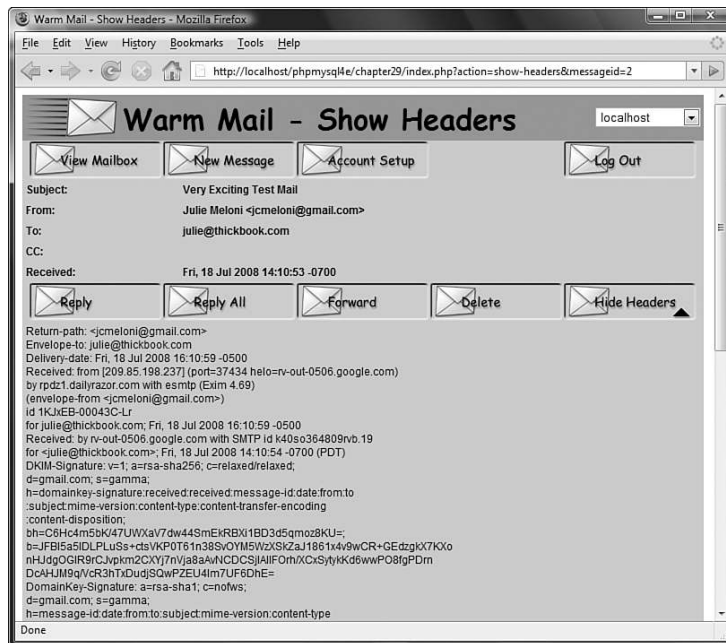 Warm Mail - Show Headers - Mozilla Firefox
File Edit View History Bookmarks Tools Help
http://localhost/phpmysql4e/chapter29/index.php?action=show-headers&messageid=2
Warm Mail - Show Headers
localhost
View Mailbox New Message Account Setup Log Out
Subject: Very Exciting Test Mail
From: Julie Meloni <jcmeloni@gmail.com>
To: julie@thickbook.com
CC:
Received: Fri, 18 Jul 2008 14:10:53 -0700
Reply Reply All Forward Delete Hide Headers
Return-path: <jcmeloni@gmail.com>
Envelope-to: julie@thickbook.com
Delivery-date: Fri, 18 Jul 2008 16:10:59 -0500
Received: from [209.85.198.237] (port=37434 helo=rv-out-0506.google.com)
by rpdz1.dailyrazor.com with esmtp (Exim 4.69)
(envelope-from <jcmeloni@gmail.com>)
id 1KJxEB-00043C-Lr
for julie@thickbook.com; Fri, 18 Jul 2008 16:10:59 -0500
Received: by rv-out-0506.google.com with SMTP id k40so364809rvb.19
for <julie@thickbook.com>; Fri, 18 Jul 2008 14:10:54 -0700 (PDT)
DKIM-Signature: v=1; a=rsa-sha256; c=relaxed/relaxed;
d=gmail.com; s=gamma;
h=domainkey-signature:received:received:message-id:date:from:to
:subject:mime-version:content-type:content-transfer-encoding
:content-disposition;
bh=C6Hc4m5bK/47UWXaV7dw44SmEkRBXi1BD3d5qmoz8KU=;
b=JFBI5a5IDLPLuSs+ctsVKP0T61n38SvOYM5WzXSkZaJ1861x4v9wCR+GEdzgkX7KXo
nHJdgOGIR9rCJvpkm2CXYj7nVja8aAvNCDCSjIAIIFOrh/XCxSytykKd6wwPO8fgPDrn
DcAHJM9q/VcR3hTxDudjSQwPZEU4Im7UF6DhE=
DomainKey-Signature: a=rsa-sha1; c=nofws;
d=gmail.com; s=gamma;
h=message-id:date:from:to:subject:mime-version:content-type
Done